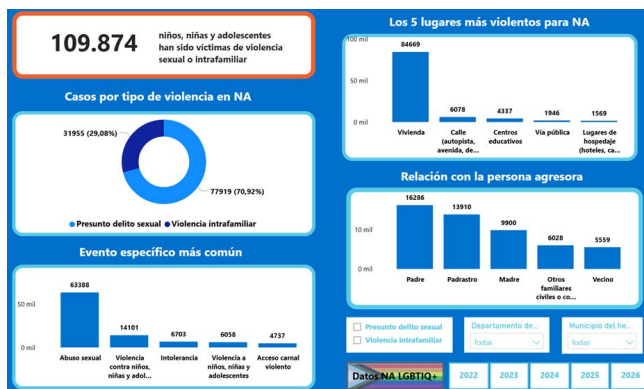 109.874
niños, niñas y adolescentes
han sido víctimas de violencia
sexual o intrafamiliar
Casos por tipo de violencia en NA
31955 (29,08%)
77919 (70,92%)
Presunto delito sexual
Violencia intrafamiliar
Evento específico más común
50 mil
0 mil
63388
14101
6703
6058
4737
Abuso sexual
Violencia
contra niños,
niñas y adol...
Intolerancia
Violencia a
niños, niñas y
adolescentes
Acceso carnal
violento
Los 5 lugares más violentos para NA
100 mil
50 mil
0 mil
84669
6078
4337
1946
1569
Vivienda
Calle
(autopista,
avenida, de...
Centros
educativos
Vía pública
Lugares de
hospedaje
(hoteles, ca...
Relación con la persona agresora
10 mil
0 mil
16286
13910
9900
6028
5559
Padre
Padrastro
Madre
Otros
familiares
civiles o co...
Vecino
Presunto delito sexual
Violencia intrafamiliar
Departamento de...
Todas
Municipio del he...
Todas
Datos NA LGBTIQ+
2022
2023
2024
2025
2026